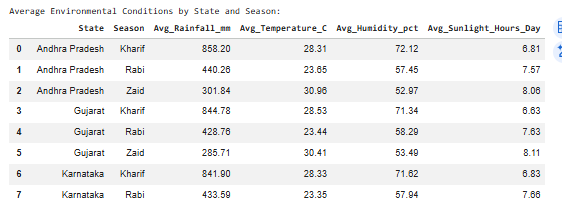 Average Environmental Conditions by State and Season:
State Season Avg_Rainfall_mm Avg_Temperature_C Avg_Humidity_pct Avg_Sunlight_Hours_Day
0 Andhra Pradesh Kharif 858.20 28.31 72.12 6.81
1 Andhra Pradesh Rabi 440.26 23.65 57.45 7.57
2 Andhra Pradesh Zaid 301.84 30.96 52.97 8.06
3 Gujarat Kharif 844.78 28.53 71.34 6.63
4 Gujarat Rabi 428.76 23.44 58.29 7.63
5 Gujarat Zaid 285.71 30.41 53.49 8.11
6 Karnataka Kharif 841.90 28.33 71.62 6.83
7 Karnataka Rabi 433.59 23.35 57.94 7.66